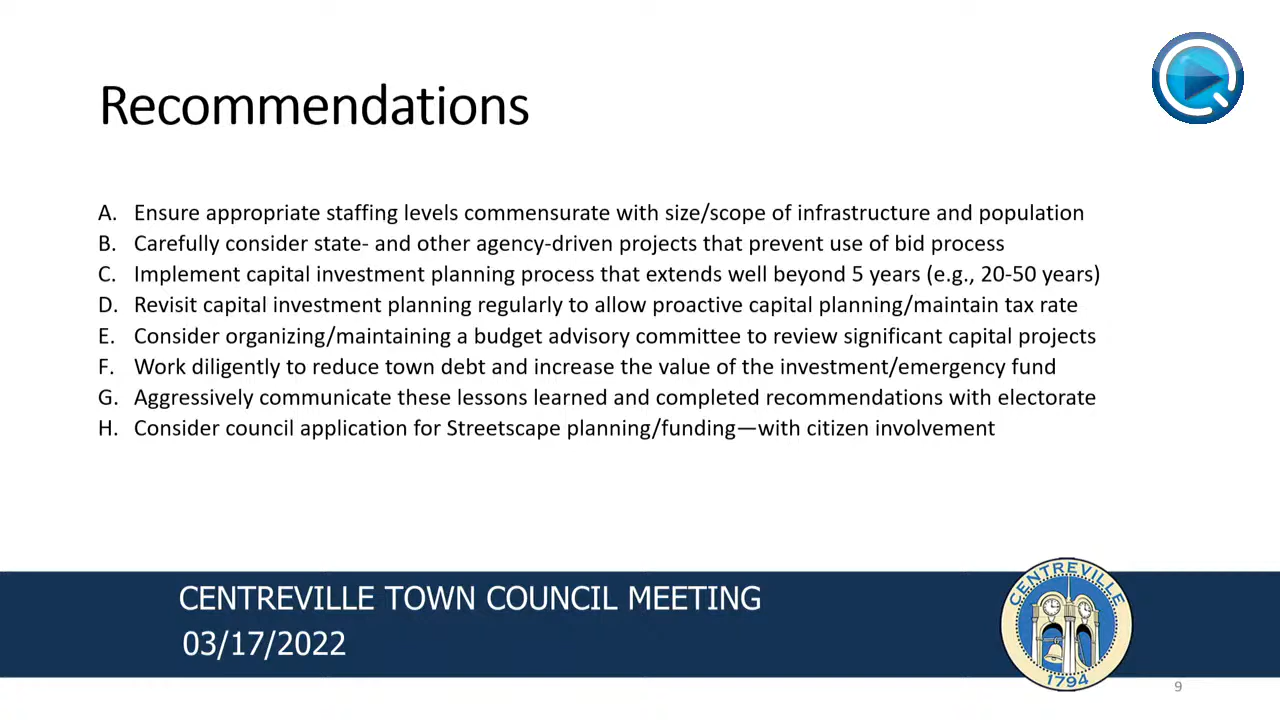 Recommendations
A. Ensure appropriate staffing levels commensurate with size/scope of infrastructure and population
B. Carefully consider state- and other agency-driven projects that prevent use of bid process
C. Implement capital investment planning process that extends well beyond 5 years (e.g., 20-50 years)
D. Revisit capital investment planning regularly to allow proactive capital planning/maintain tax rate
E. Consider organizing/maintaining a budget advisory committee to review significant capital projects
F. Work diligently to reduce town debt and increase the value of the investment/emergency fund
G. Aggressively communicate these lessons learned and completed recommendations with electorate
H. Consider council application for Streetscape planning/funding—with citizen involvement
CENTREVILLE TOWN COUNCIL MEETING
03/17/2022
CENTREVILLE
1794
9